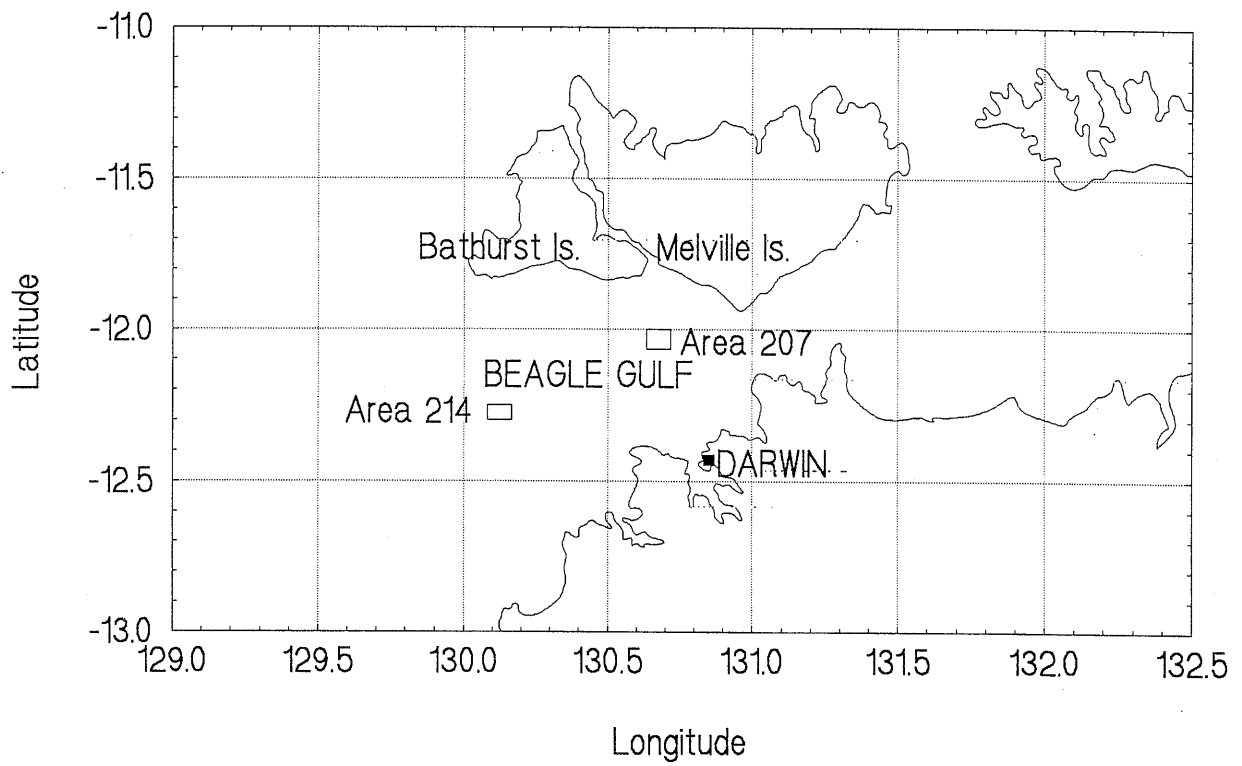 -11.0
-11.5
Bathurst Is.
Melville Is.
Latitude
-12.0
Area 207
BEAGLE GULF
Area 214
DARWIN
-12.5
-13.0
129.0 129.5 130.0 130.5 131.0 131.5 132.0 132.5
Longitude